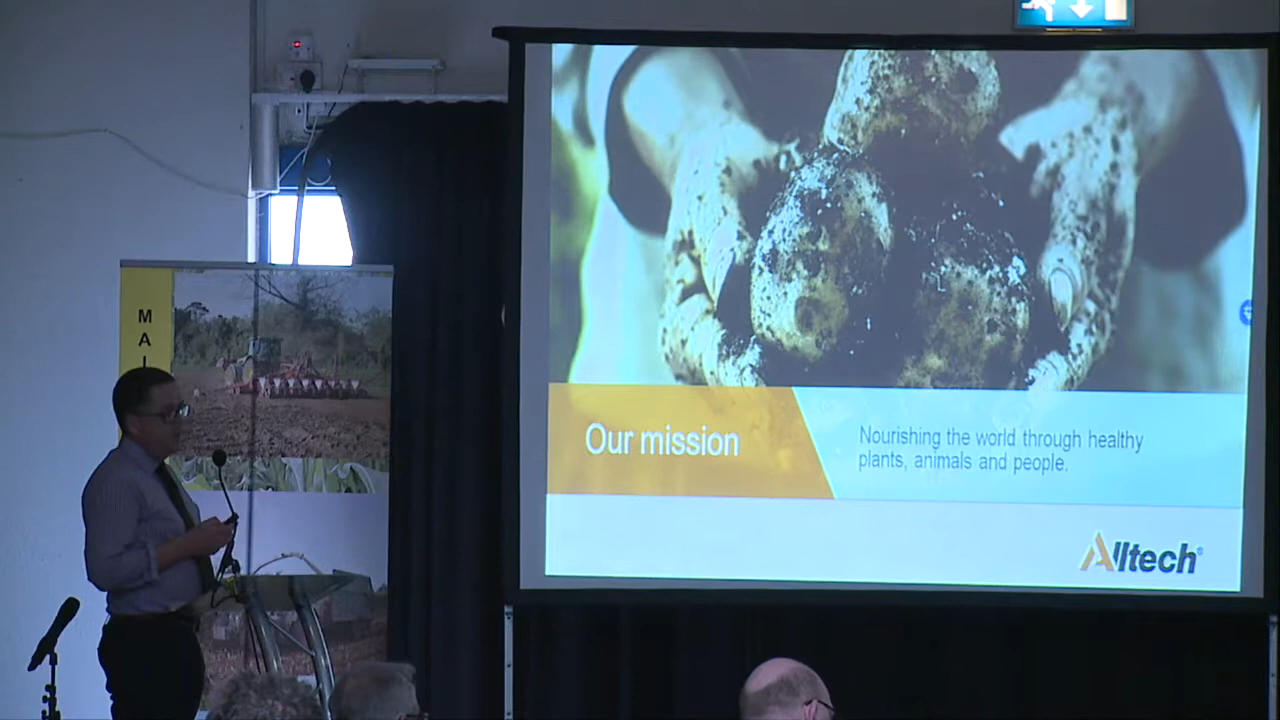 M
A
Our mission
Nourishing the world through healthy
plants, animals and people.
Alltech®